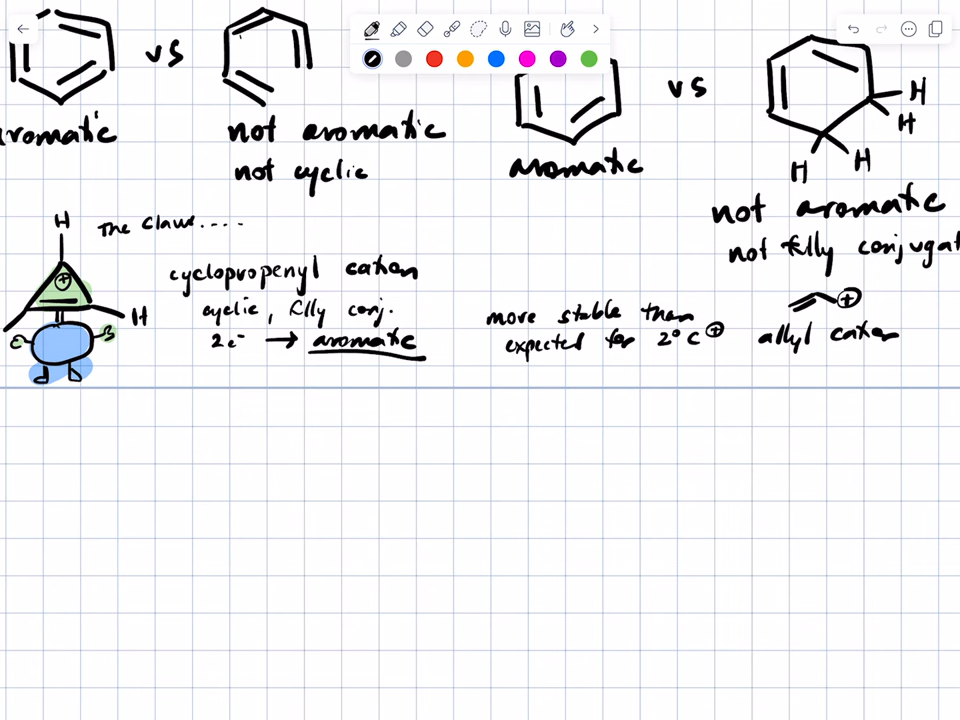 vs
aromatic
not aromatic
not cyclic
vs
aromatic
H
H
H
H
not aromatic
not fully conjugat
H
The Claw....
+
H
cyclopropenyl cation
cyclic, fully conj.
2e⁻ → aromatic
more stable than
expected for 2° C⊕
⊕
allyl cation